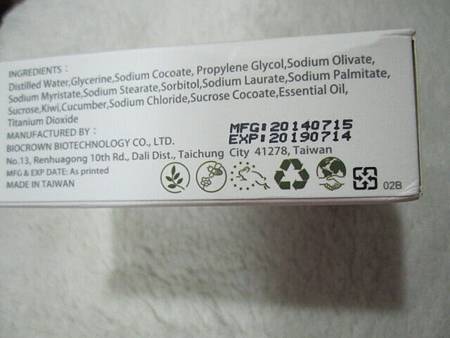 INGREDIENTS :
Distilled Water,Glycerine,Sodium Cocoate, Propylene Glycol,Sodium Olivate,
Sodium Myristate,Sodium Stearate,Sorbitol,Sodium Laurate,Sodium Palmitate,
Sucrose,Kiwi,Cucumber,Sodium Chloride,Sucrose Cocoate,Essential Oil,
Titanium Dioxide
MANUFACTURED BY
BIOCROWN BIOTECHNOLOGY CO., LTD.
No.13, Renhuagong 10th Rd., Dali Dist., Taichung City 41278, Taiwan
MFG & EXP DATE: As printed
MADE IN TAIWAN
MFG:20140715
EXP:20190714
02B